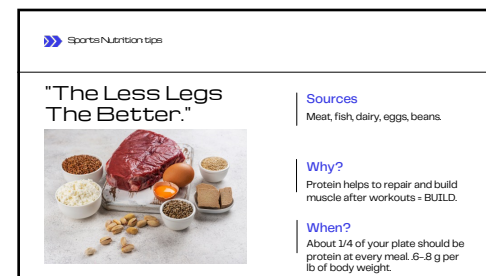 Sports Nutrition tips
"The Less Legs
The Better."
Sources
Meat, fish, dairy, eggs, beans.
Why?
Protein helps to repair and build
muscle after workouts = BUILD.
When?
About 1/4 of your plate should be
protein at every meal. .6-.8 g per
lb of body weight.